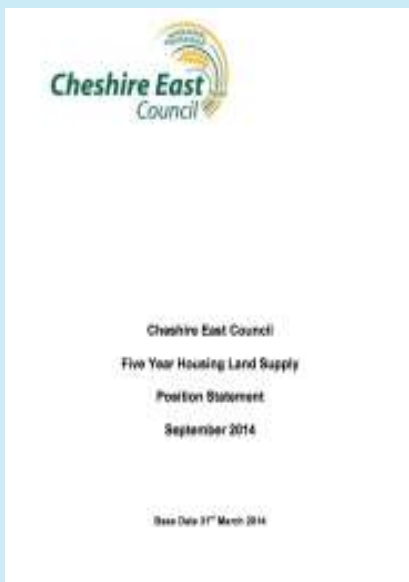 Cheshire East
Council
Cheshire East Council
Five Year Housing Land Supply
Position Statement
September 2014
Base Date 31st March 2014